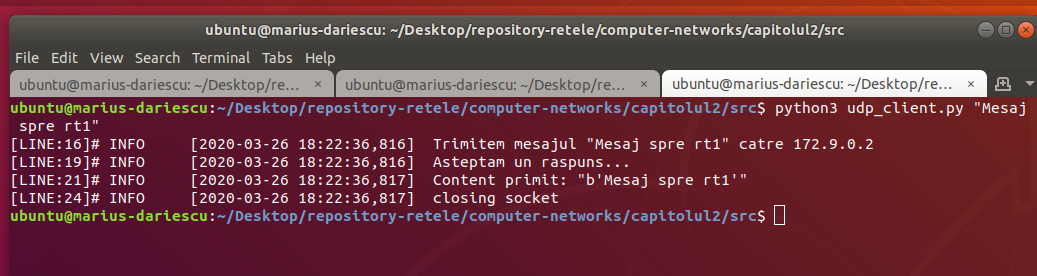 ubuntu@marius-dariescu: ~/Desktop/repository-retele/computer-networks/capitolul2/src
File Edit View Search Terminal Tabs Help
ubuntu@marius-dariescu: ~/Desktop/re… × ubuntu@marius-dariescu: ~/Desktop/re… × ubuntu@marius-dariescu: ~/Desktop/re… ×
ubuntu@marius-dariescu:~/Desktop/repository-retele/computer-networks/capitolul2/src$ python3 udp_client.py "Mesaj
 spre rt1"
[LINE:16]# INFO     [2020-03-26 18:22:36,816]  Trimitem mesajul "Mesaj spre rt1" catre 172.9.0.2
[LINE:19]# INFO     [2020-03-26 18:22:36,816]  Asteptam un raspuns...
[LINE:21]# INFO     [2020-03-26 18:22:36,817]  Content primit: "b'Mesaj spre rt1'"
[LINE:24]# INFO     [2020-03-26 18:22:36,817]  closing socket
ubuntu@marius-dariescu:~/Desktop/repository-retele/computer-networks/capitolul2/src$